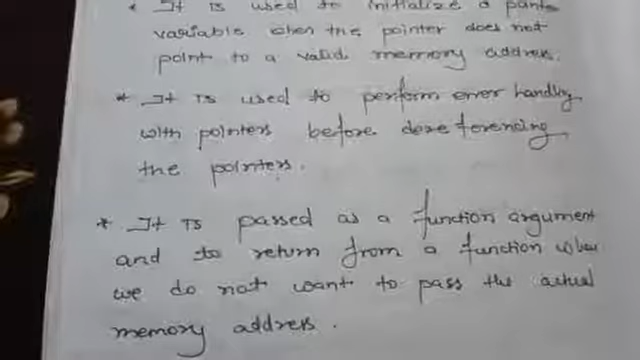 * It is used to initialize a
variable when the pointer does not
point to a valid memory address.
* It is used to perform error handling
with pointers before dereferencing
the pointers.
* It is passed as a function argument
and to return from a function when
we do not want to pass the actual
memory address.